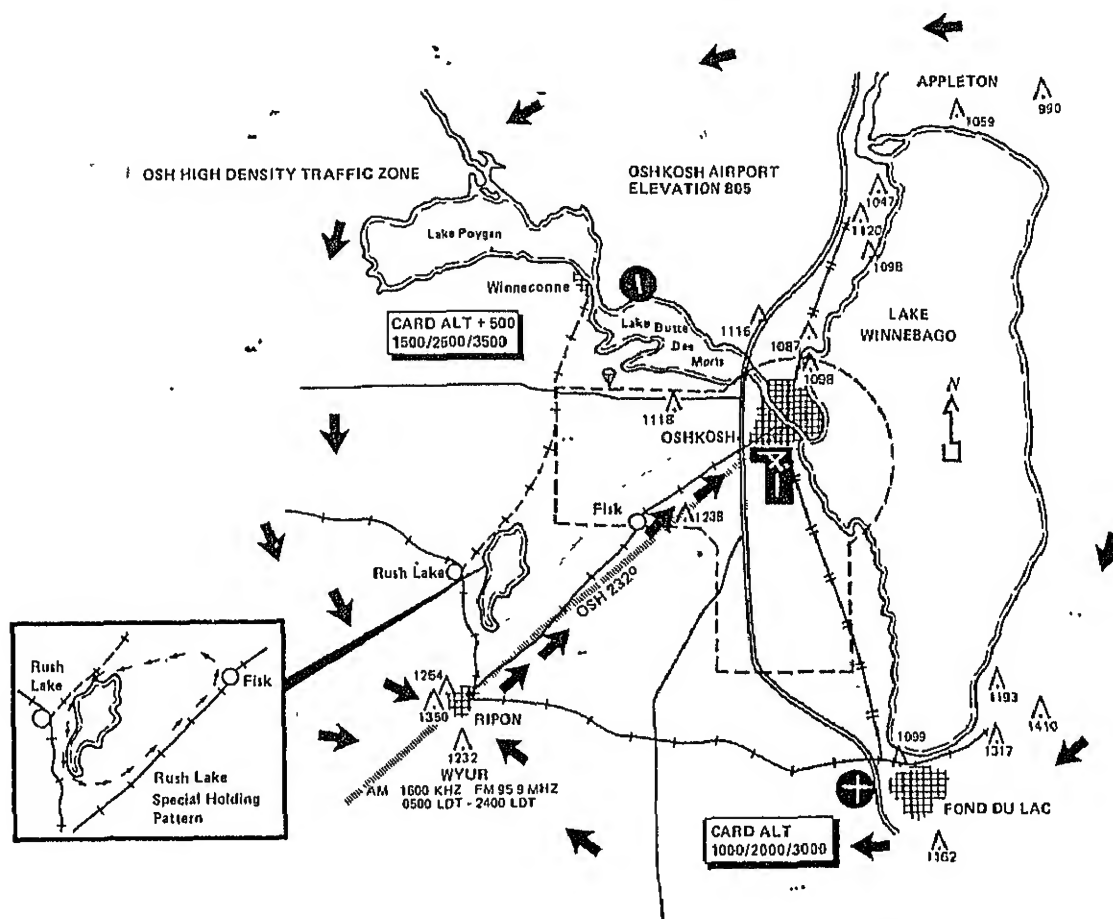 APPLETON
990
1059
OSH HIGH DENSITY TRAFFIC ZONE
OSHKOSH AIRPORT
ELEVATION 805
1047
1120
1098
Lake Poygan
Winneconne
CARD ALT + 500
1500/2500/3500
Lake Butte
Des
Morts
1116
1087
1098
LAKE
WINNEBAGO
N
1118
OSHKOSH
Fisk
1238
Rush Lake
OSH 232°
Rush
Lake
Fisk
Rush Lake
Special Holding
Pattern
1264
1350
RIPON
1232
WYUR
AM 1600 KHZ FM 95 9 MHZ
0500 LDT - 2400 LDT
1193
1410
1317
1099
FOND DU LAC
CARD ALT
1000/2000/3000
1162